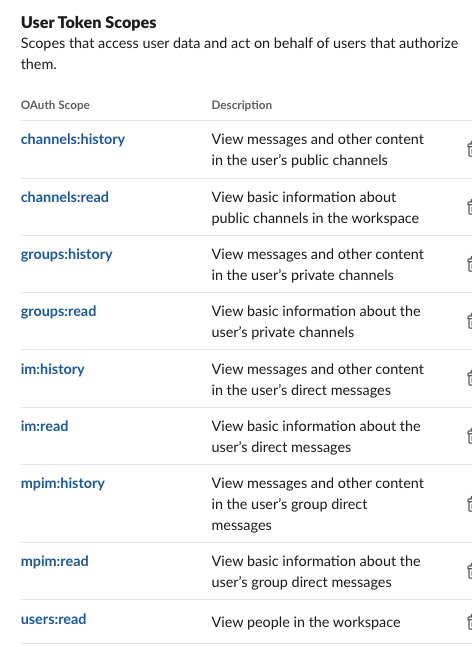 User Token Scopes
Scopes that access user data and act on behalf of users that authorize
them.
OAuth Scope Description
channels:history View messages and other content
in the user’s public channels
channels:read View basic information about
public channels in the workspace
groups:history View messages and other content
in the user’s private channels
groups:read View basic information about the
user’s private channels
im:history View messages and other content
in the user’s direct messages
im:read View basic information about the
user’s direct messages
mpim:history View messages and other content
in the user’s group direct
messages
mpim:read View basic information about the
user’s group direct messages
users:read View people in the workspace